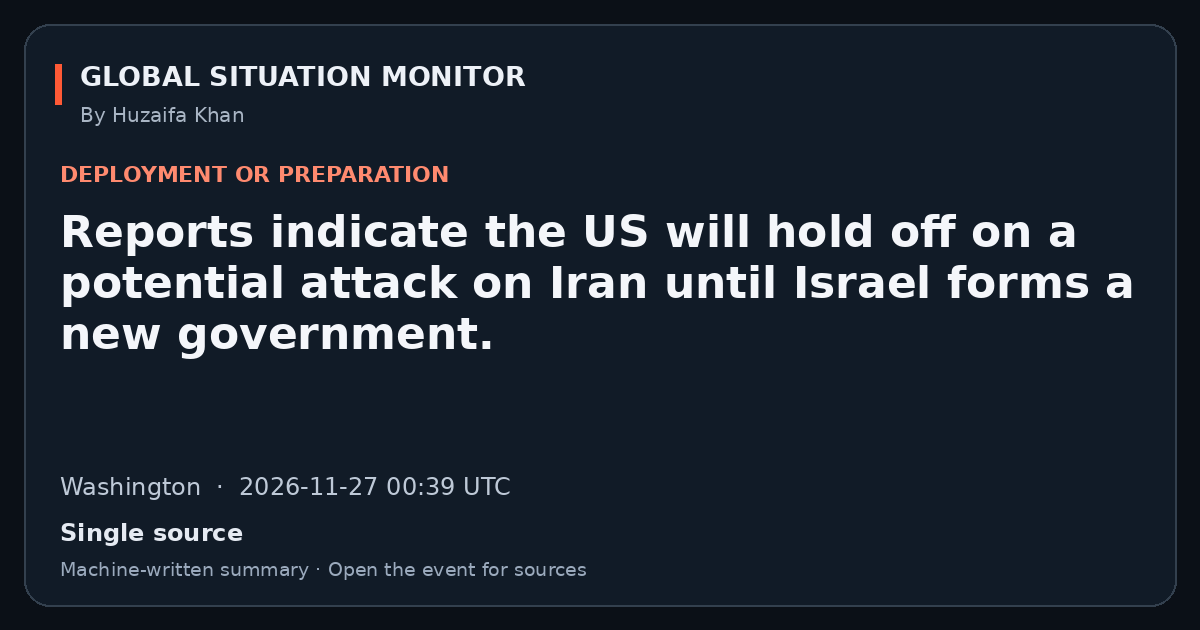 GLOBAL SITUATION MONITOR
By Huzaifa Khan
DEPLOYMENT OR PREPARATION
Reports indicate the US will hold off on a
potential attack on Iran until Israel forms a
new government.
Washington · 2026-11-27 00:39 UTC
Single source
Machine-written summary · Open the event for sources